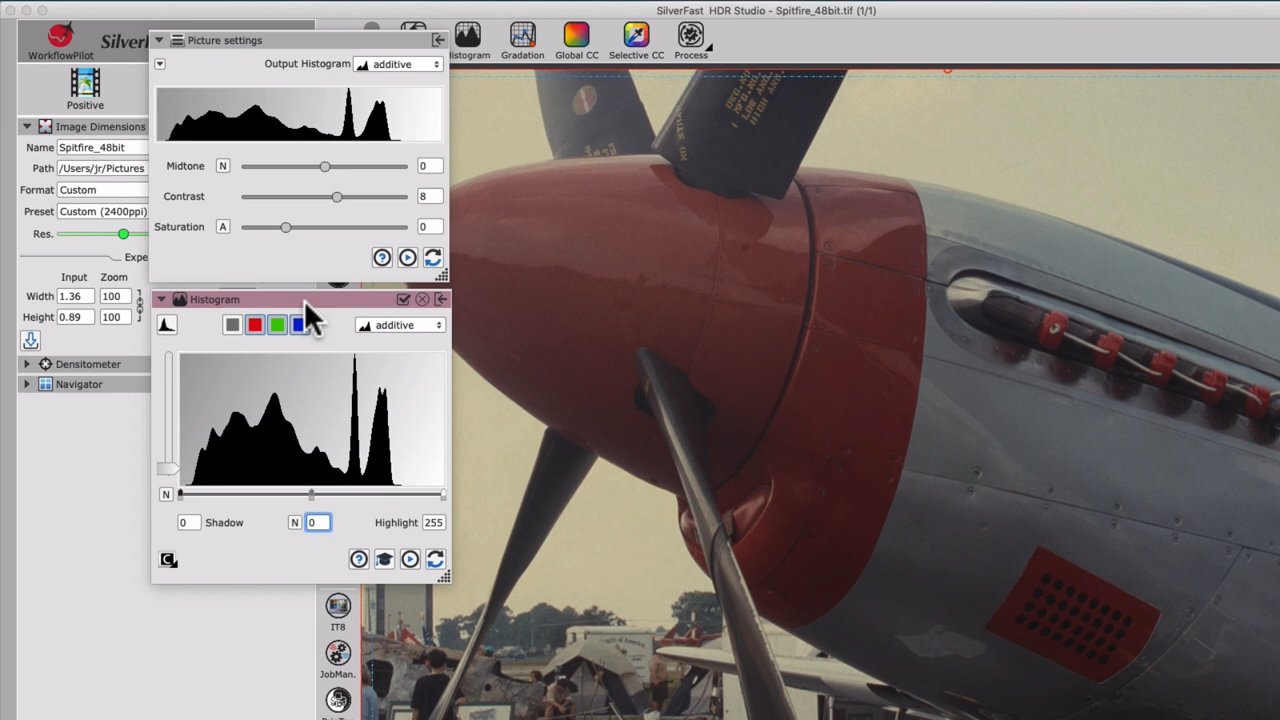 SilverFast HDR Studio - Spitfire_48bit.tif (1/1)
WorkflowPilot
Histogram
Gradation
Global CC
Selective CC
Process
Picture settings
Output Histogram
additive
Positive
Image Dimensions
Name
Spitfire_48bit
Path
/Users/jr/Pictures
Format
Custom
Preset
Custom (2400ppi)
Res.
Midtone
N
0
Contrast
8
Saturation
A
0
Expe
Input
Zoom
Width
1.36
100
Height
0.89
100
Densitometer
Navigator
Histogram
additive
N
0
Shadow
N
0
Highlight
255
C
IT8
JobMan.